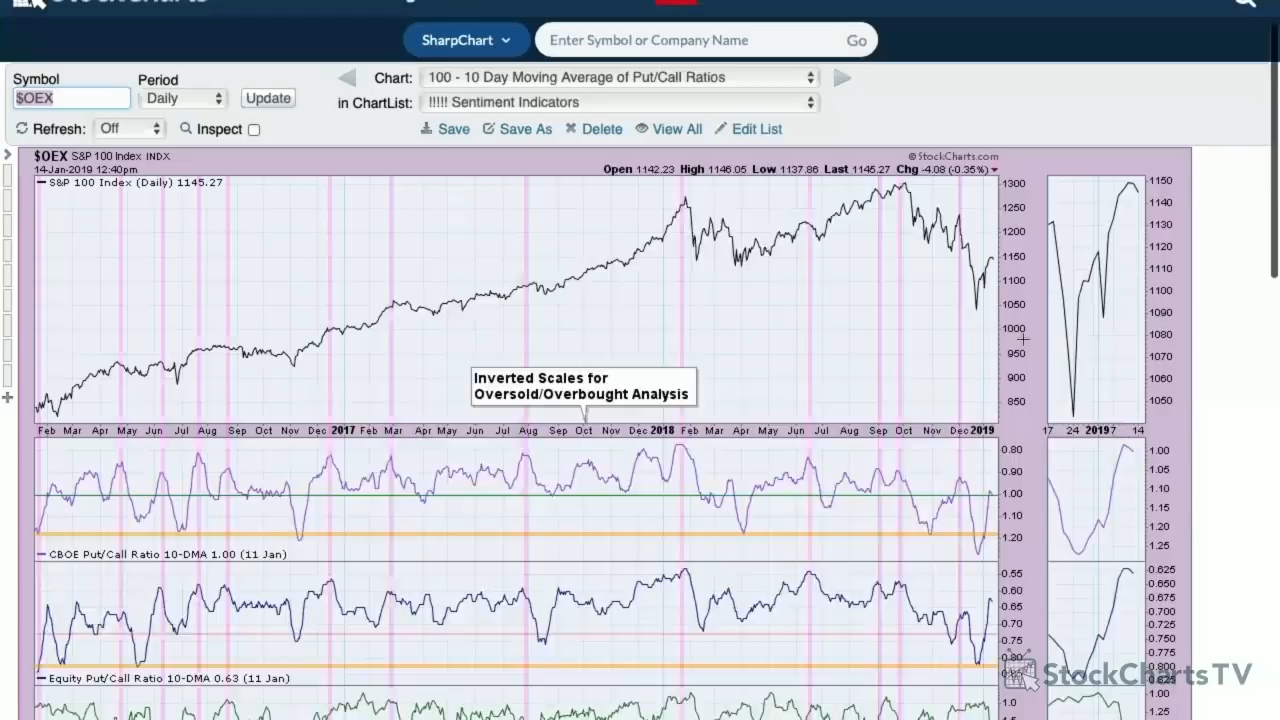 SharpChart
Enter Symbol or Company Name
Go
Symbol
Period
Chart:
100 - 10 Day Moving Average of Put/Call Ratios
$OEX
Daily
Update
in ChartList:
!!!!! Sentiment Indicators
Refresh:
Off
Inspect
Save
Save As
Delete
View All
Edit List
$OEX S&P 100 Index INDX
© StockCharts.com
14-Jan-2019 12:40pm
Open 1142.23 High 1146.05 Low 1137.86 Last 1145.27 Chg -4.08 (-0.35%)
S&P 100 Index (Daily) 1145.27
1300
1250
1200
1150
1100
1050
1000
950
900
850
1150
1140
1130
1120
1110
1100
1090
1080
1070
1060
1050
Inverted Scales for
Oversold/Overbought Analysis
Feb Mar Apr May Jun Jul Aug Sep Oct Nov Dec 2017 Feb Mar Apr May Jun Jul Aug Sep Oct Nov Dec 2018 Feb Mar Apr May Jun Jul Aug Sep Oct Nov Dec 2019
17 24 2019 7 14
0.80
0.90
1.00
1.10
1.20
1.00
1.05
1.10
1.15
1.20
1.25
CBOE Put/Call Ratio 10-DMA 1.00 (11 Jan)
0.55
0.60
0.65
0.70
0.75
0.80
0.625
0.650
0.675
0.700
0.725
0.750
0.775
0.800
0.825
Equity Put/Call Ratio 10-DMA 0.63 (11 Jan)
StockChartsTV
1.0
1.00
1.25